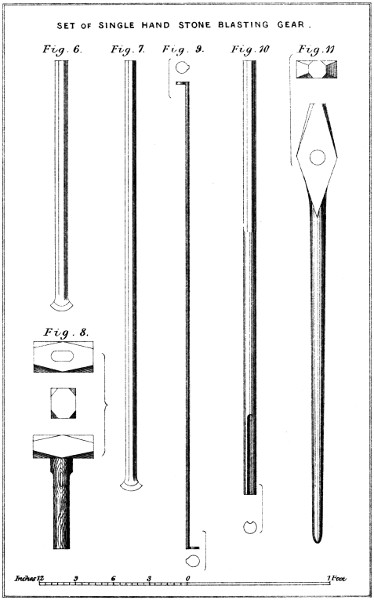 SET OF SINGLE HAND STONE BLASTING GEAR.
Fig. 6. Fig. 7. Fig. 9. Fig. 10 Fig. 11
Fig. 8.
Inches 12 9 6 3 0 1 Foot